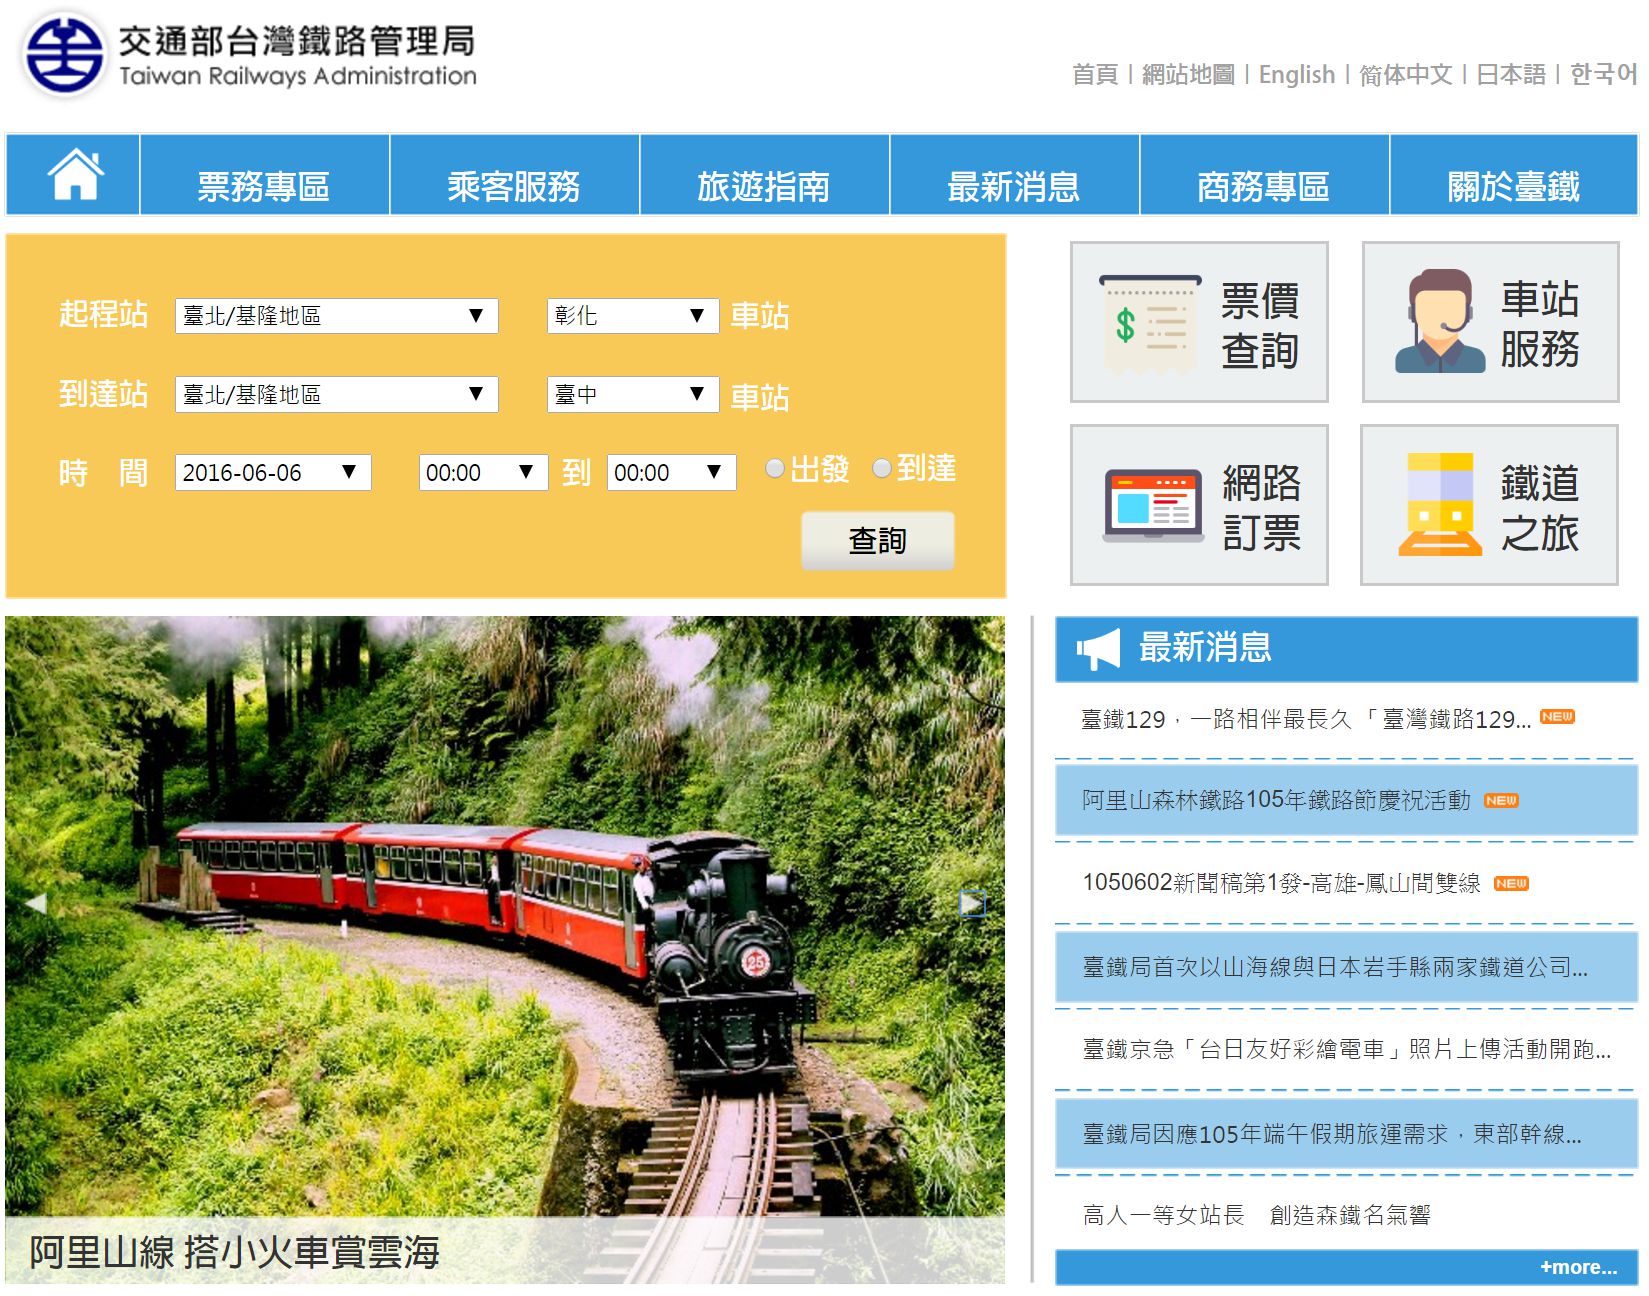 交通部台灣鐵路管理局
Taiwan Railways Administration
首頁 | 網站地圖 | English | 简体中文 | 日本語 | 한국어
票務專區 乘客服務 旅遊指南 最新消息 商務專區 關於臺鐵
起程站 臺北/基隆地區 ▼ 彰化 ▼ 車站
到達站 臺北/基隆地區 ▼ 臺中 ▼ 車站
時 間 2016-06-06 ▼ 00:00 ▼ 到 00:00 ▼ 出發 到達
查詢
$
票價
查詢
車站
服務
網路
訂票
鐵道
之旅
25
阿里山線 搭小火車賞雲海
最新消息
臺鐵129，一路相伴最長久 「臺灣鐵路129... NEW
阿里山森林鐵路105年鐵路節慶祝活動 NEW
1050602新聞稿第1發-高雄-鳳山間雙線 NEW
臺鐵局首次以山海線與日本岩手縣兩家鐵道公司...
臺鐵京急「台日友好彩繪電車」照片上傳活動開跑...
臺鐵局因應105年端午假期旅運需求，東部幹線...
高人一等女站長　創造森鐵名氣響
+more...